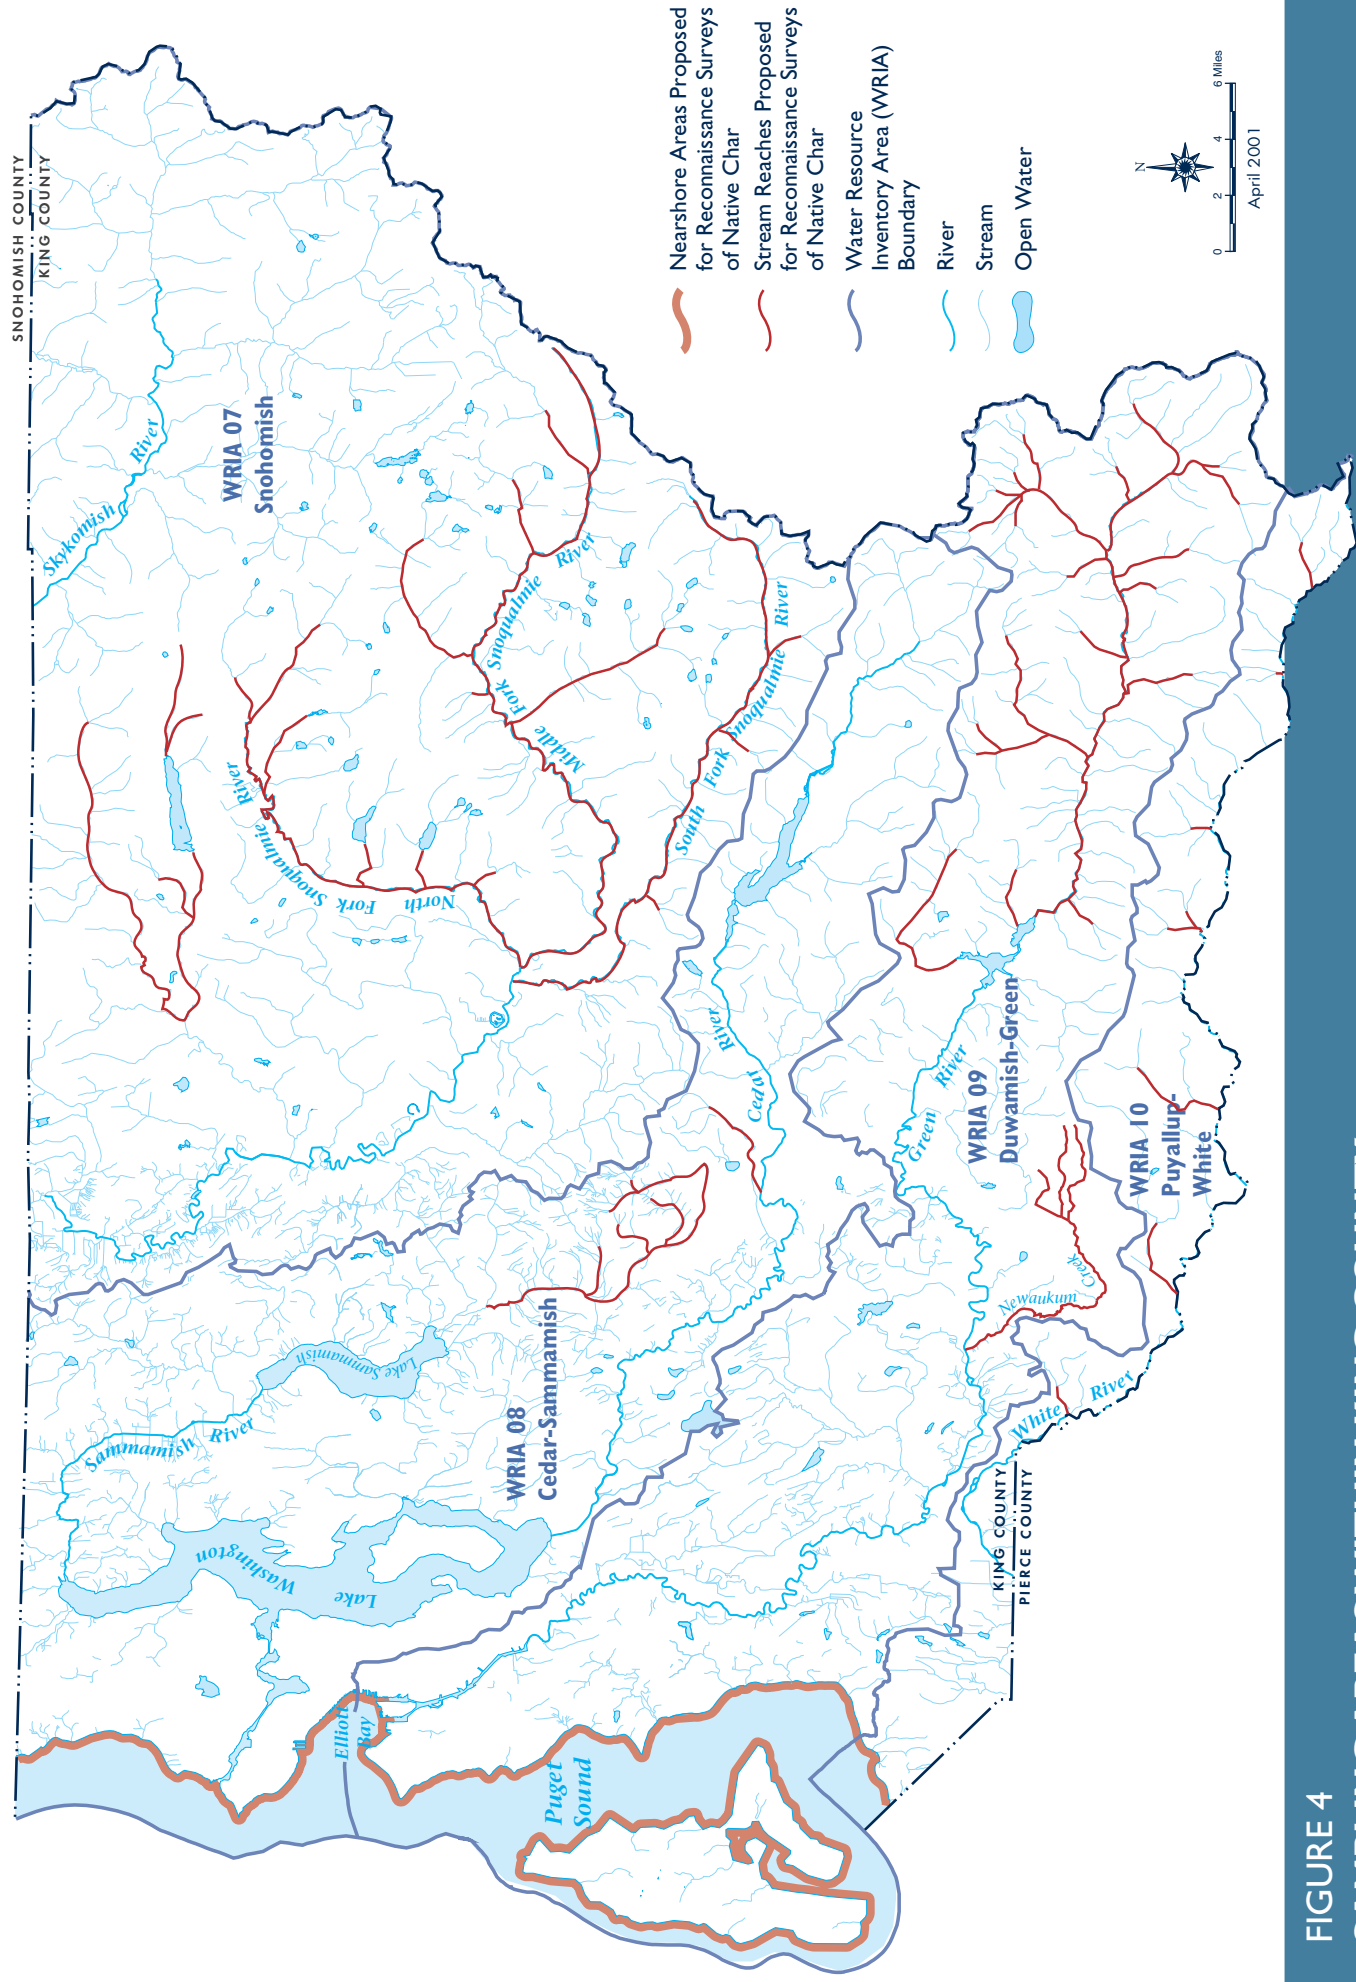 SNOHOMISH COUNTY
KING COUNTY
Skykomish
River
WRIA 07
Snohomish
North
Fork
Snoqualmie
River
Middle
Fork
Snoqualmie
River
South
Fork
Snoqualmie
River
Sammamish
River
Lake Sammamish
Lake
Washington
WRIA 08
Cedar-Sammamish
Cedar
River
Elliott
Bay
Puget
Sound
Green
River
WRIA 09
Duwamish-Green
Newaukum
Creek
WRIA 10
Puyallup-
White
White
River
KING COUNTY
PIERCE COUNTY
Nearshore Areas Proposed
for Reconnaissance Surveys
of Native Char
Stream Reaches Proposed
for Reconnaissance Surveys
of Native Char
Water Resource
Inventory Area (WRIA)
Boundary
River
Stream
Open Water
N
0 2 4 6 Miles
April 2001
FIGURE 4